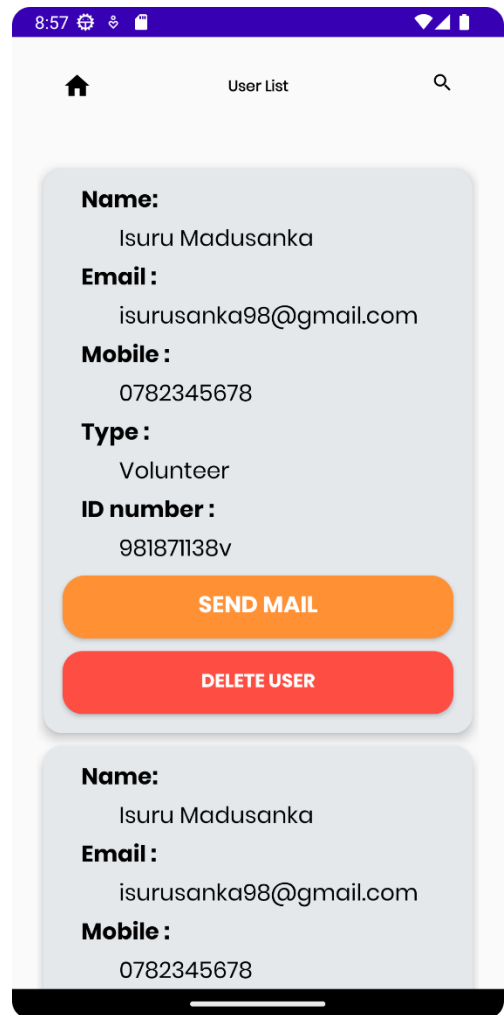 8:57
User List
Name:
Isuru Madusanka
Email :
isurusanka98@gmail.com
Mobile :
0782345678
Type :
Volunteer
ID number :
981871138v
SEND MAIL
DELETE USER
Name:
Isuru Madusanka
Email :
isurusanka98@gmail.com
Mobile :
0782345678